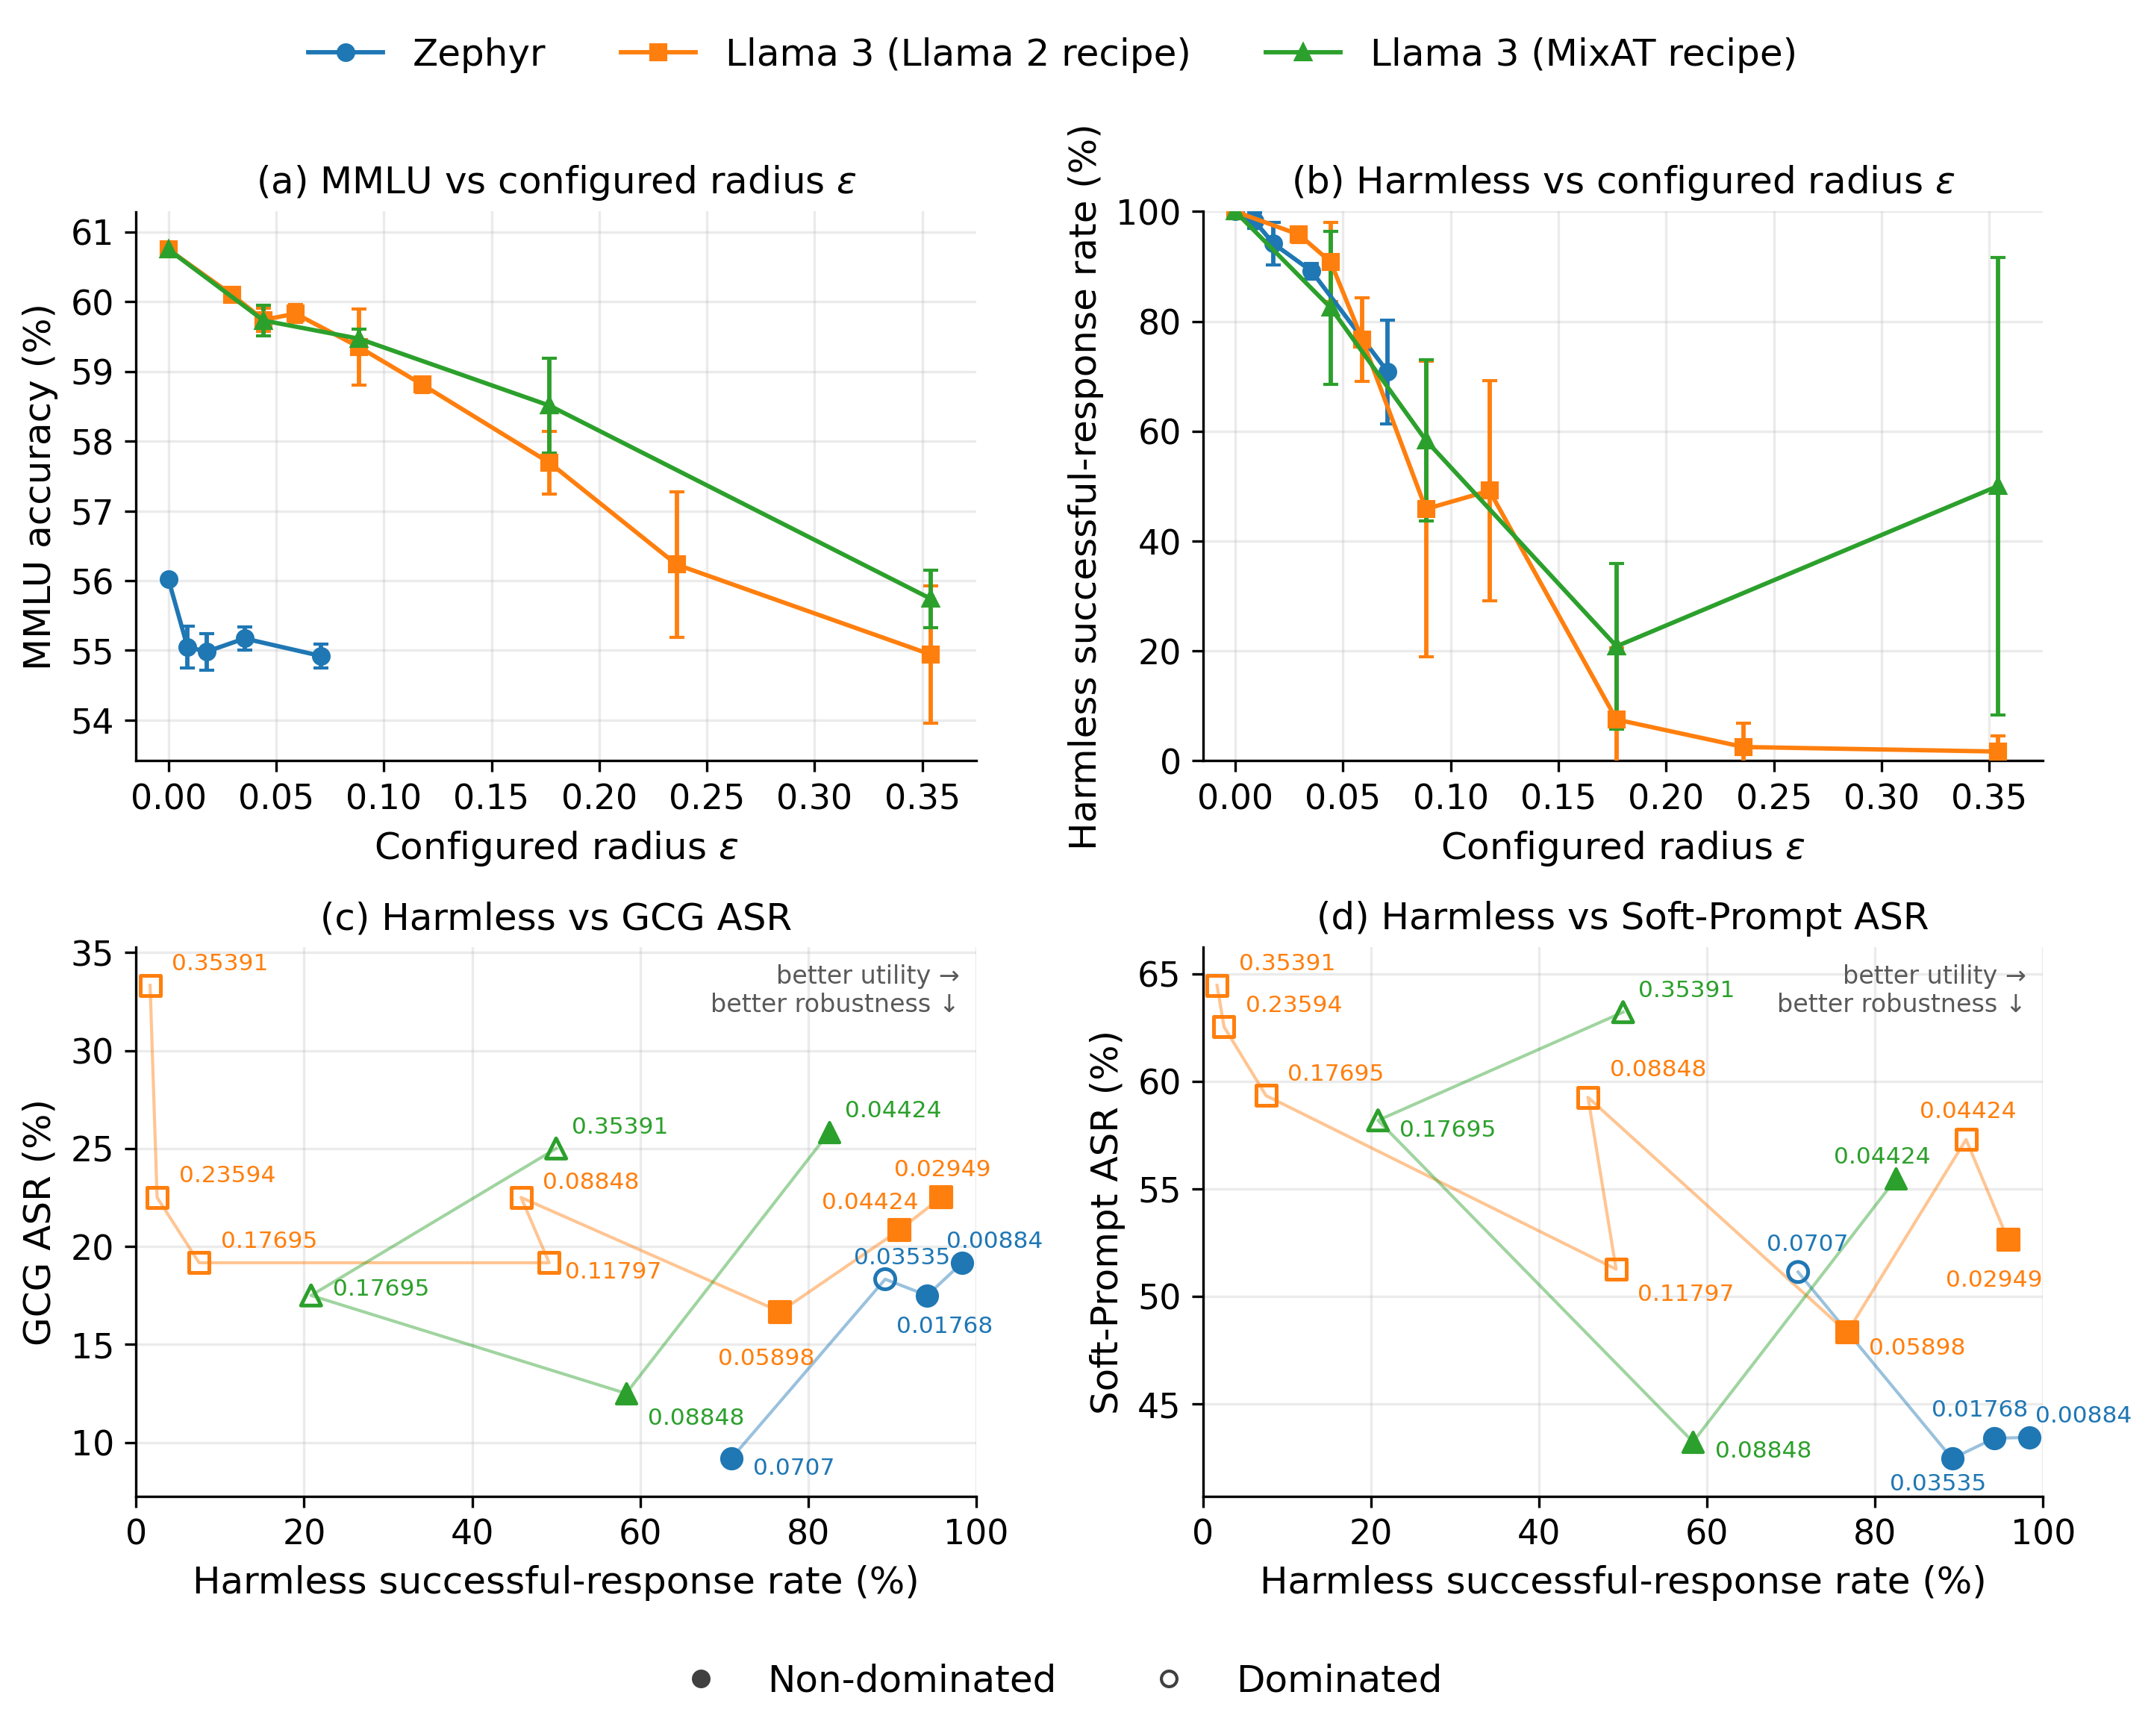 Zephyr
Llama 3 (Llama 2 recipe)
Llama 3 (MixAT recipe)
(a) MMLU vs configured radius ε
MMLU accuracy (%)
61
60
59
58
57
56
55
54
0.00 0.05 0.10 0.15 0.20 0.25 0.30 0.35
Configured radius ε
(b) Harmless vs configured radius ε
Harmless successful-response rate (%)
100
80
60
40
20
0
0.00 0.05 0.10 0.15 0.20 0.25 0.30 0.35
Configured radius ε
(c) Harmless vs GCG ASR
GCG ASR (%)
35
30
25
20
15
10
better utility →
better robustness ↓
0.35391
0.04424
0.35391
0.02949
0.23594
0.08848
0.04424
0.17695
0.00884
0.03535
0.11797
0.17695
0.01768
0.05898
0.08848
0.0707
0 20 40 60 80 100
Harmless successful-response rate (%)
(d) Harmless vs Soft-Prompt ASR
Soft-Prompt ASR (%)
65
60
55
50
45
better utility →
better robustness ↓
0.35391
0.35391
0.23594
0.17695
0.08848
0.04424
0.17695
0.04424
0.0707
0.02949
0.11797
0.05898
0.01768
0.00884
0.08848
0.03535
0 20 40 60 80 100
Harmless successful-response rate (%)
Non-dominated
Dominated